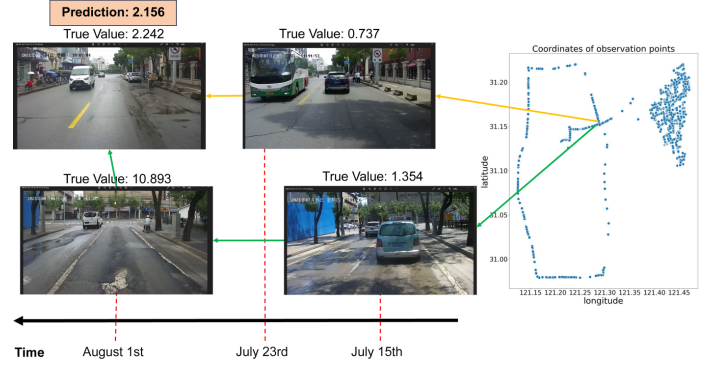 Prediction: 2.156
True Value: 2.242
True Value: 0.737
Coordinates of observation points
31.20
31.15
31.10
31.05
31.00
latitude
121.15 121.20 121.25 121.30 121.35 121.40 121.45
longitude
True Value: 10.893
True Value: 1.354
Time
August 1st
July 23rd
July 15th